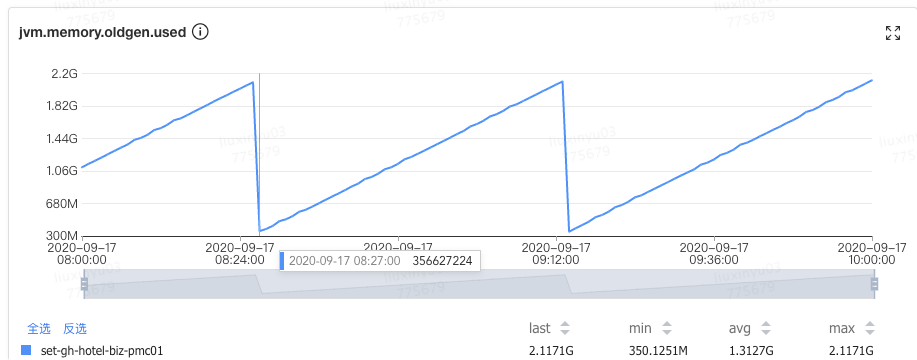 jvm.memory.oldgen.used
2.2G
1.82G
1.44G
1.06G
680M
300M
2020-09-17 08:00:00
2020-09-17 08:24:00
2020-09-17
2020-09-17 09:12:00
2020-09-17 09:36:00
2020-09-17 10:00:00
2020-09-17 08:27:00 356627224
全选 反选
last min avg max
set-gh-hotel-biz-pmc01 2.1171G 350.1251M 1.3127G 2.1171G
liuxinyu03
775679